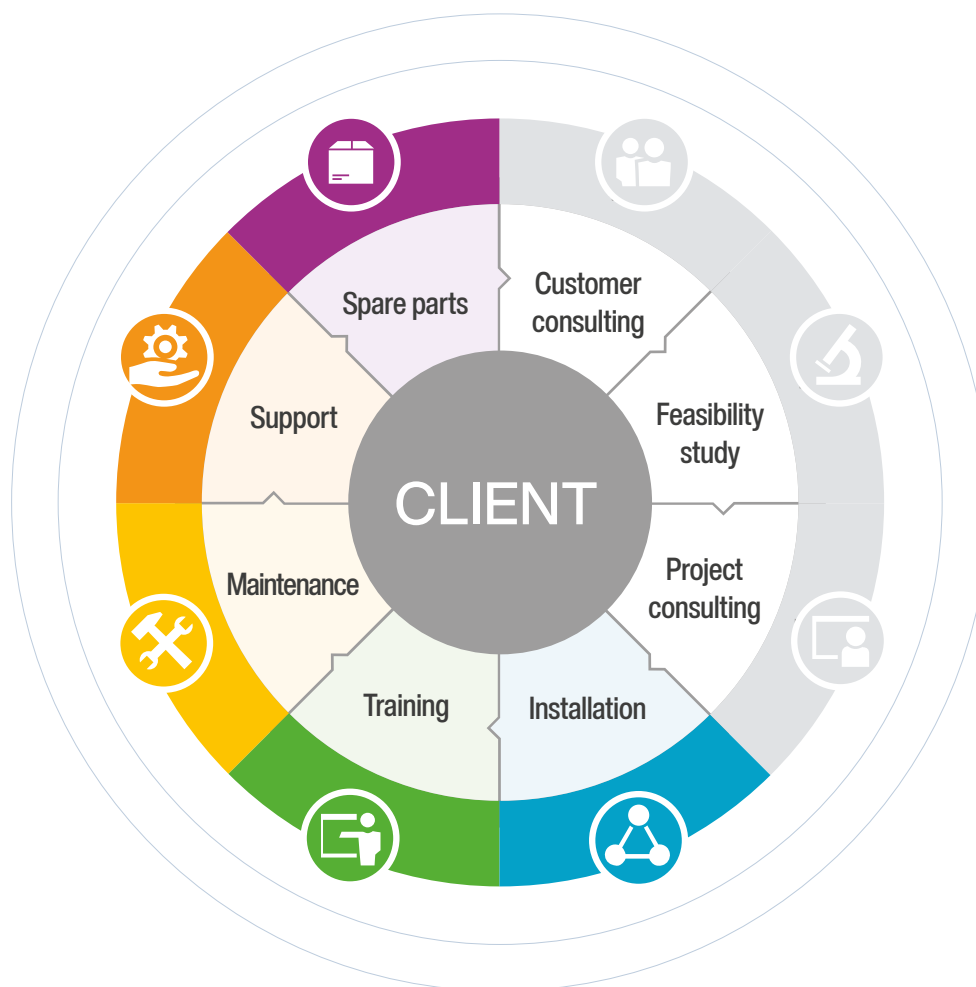 Spare parts
Customer
consulting
Support
Feasibility
study
CLIENT
Maintenance
Project
consulting
Training
Installation